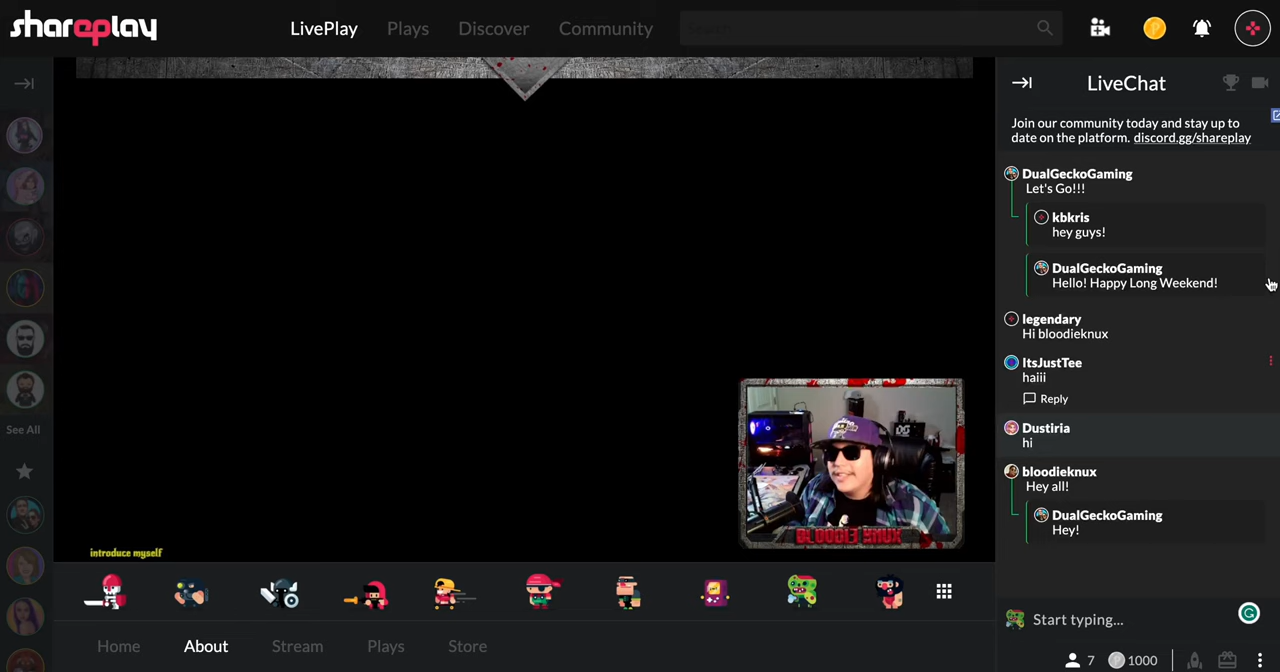 shareplay
LivePlay Plays Discover Community
Search
LiveChat
Join our community today and stay up to
date on the platform. discord.gg/shareplay
DualGeckoGaming
Let's Go!!!
kbkris
hey guys!
DualGeckoGaming
Hello! Happy Long Weekend!
legendary
Hi bloodieknux
ItsJustTee
haiii
Reply
Dustiria
hi
bloodieknux
Hey all!
DualGeckoGaming
Hey!
See All
BLOODIE KNUX
introduce myself
Home About Stream Plays Store
Start typing...
7 1000